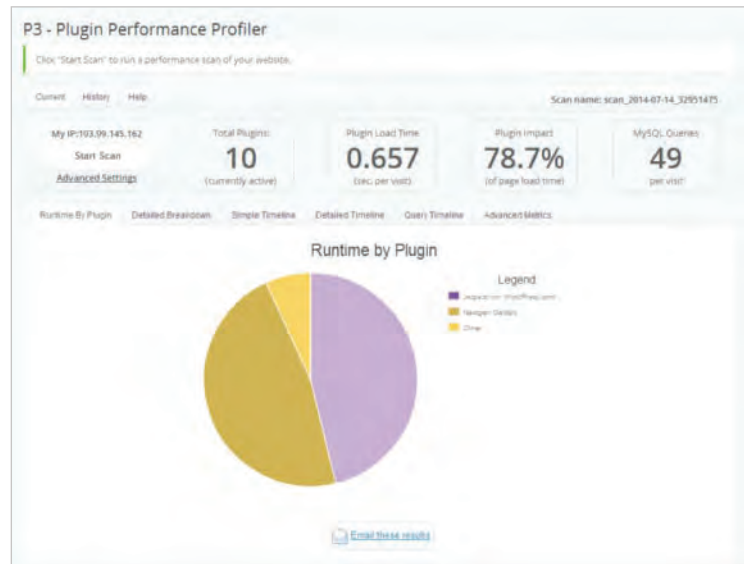 P3 - Plugin Performance Profiler
Click "Start Scan" to run a performance scan of your website.
Current History Help
Scan name: scan_2014-07-14_32951475
My IP:103.99.145.162
Start Scan
Advanced Settings
Total Plugins:
10
(currently active)
Plugin Load Time
0.657
(sec. per visit)
Plugin Impact
78.7%
(of page load time)
MySQL Queries
49
per visit
Runtime By Plugin Detailed Breakdown Simple Timeline Detailed Timeline Query Timeline Advanced Metrics
Runtime by Plugin
Legend
WordPress.com
Nextgen Gallery
Other
Email these results